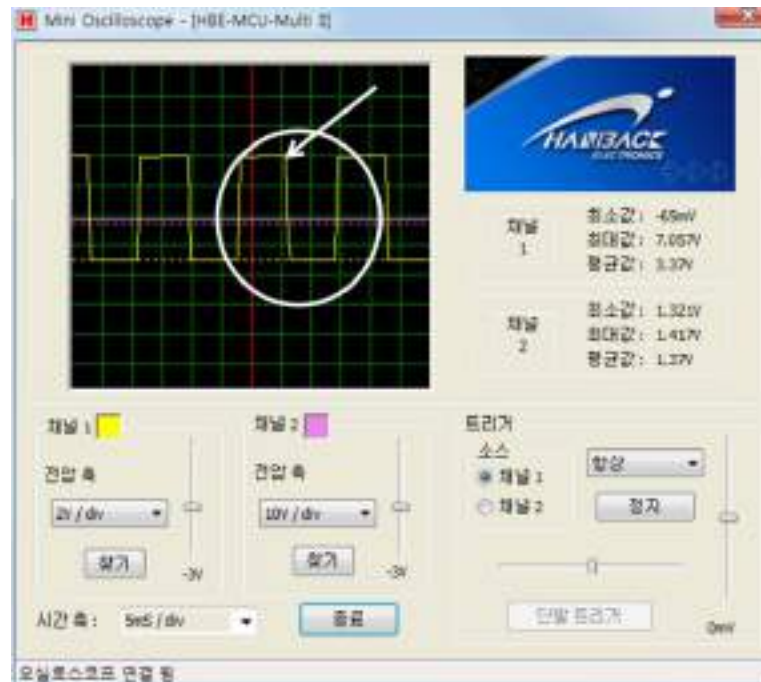 Mini Oscilloscope - [HBE-MCU-Multi II]
HANBACK
ELECTRONICS
채널
1
최소값: -65mV
최대값: 7.057V
평균값: 3.37V
채널
2
최소값: 1.321V
최대값: 1.417V
평균값: 1.37V
채널 1
전압 축
2V / div
찾기
-3V
채널 2
전압 축
10V / div
찾기
-3V
트리거
소스
채널 1
채널 2
항상
정지
단발 트리거
0mV
시간 축: 5mS / div
종료
오실로스코프 연결 됨